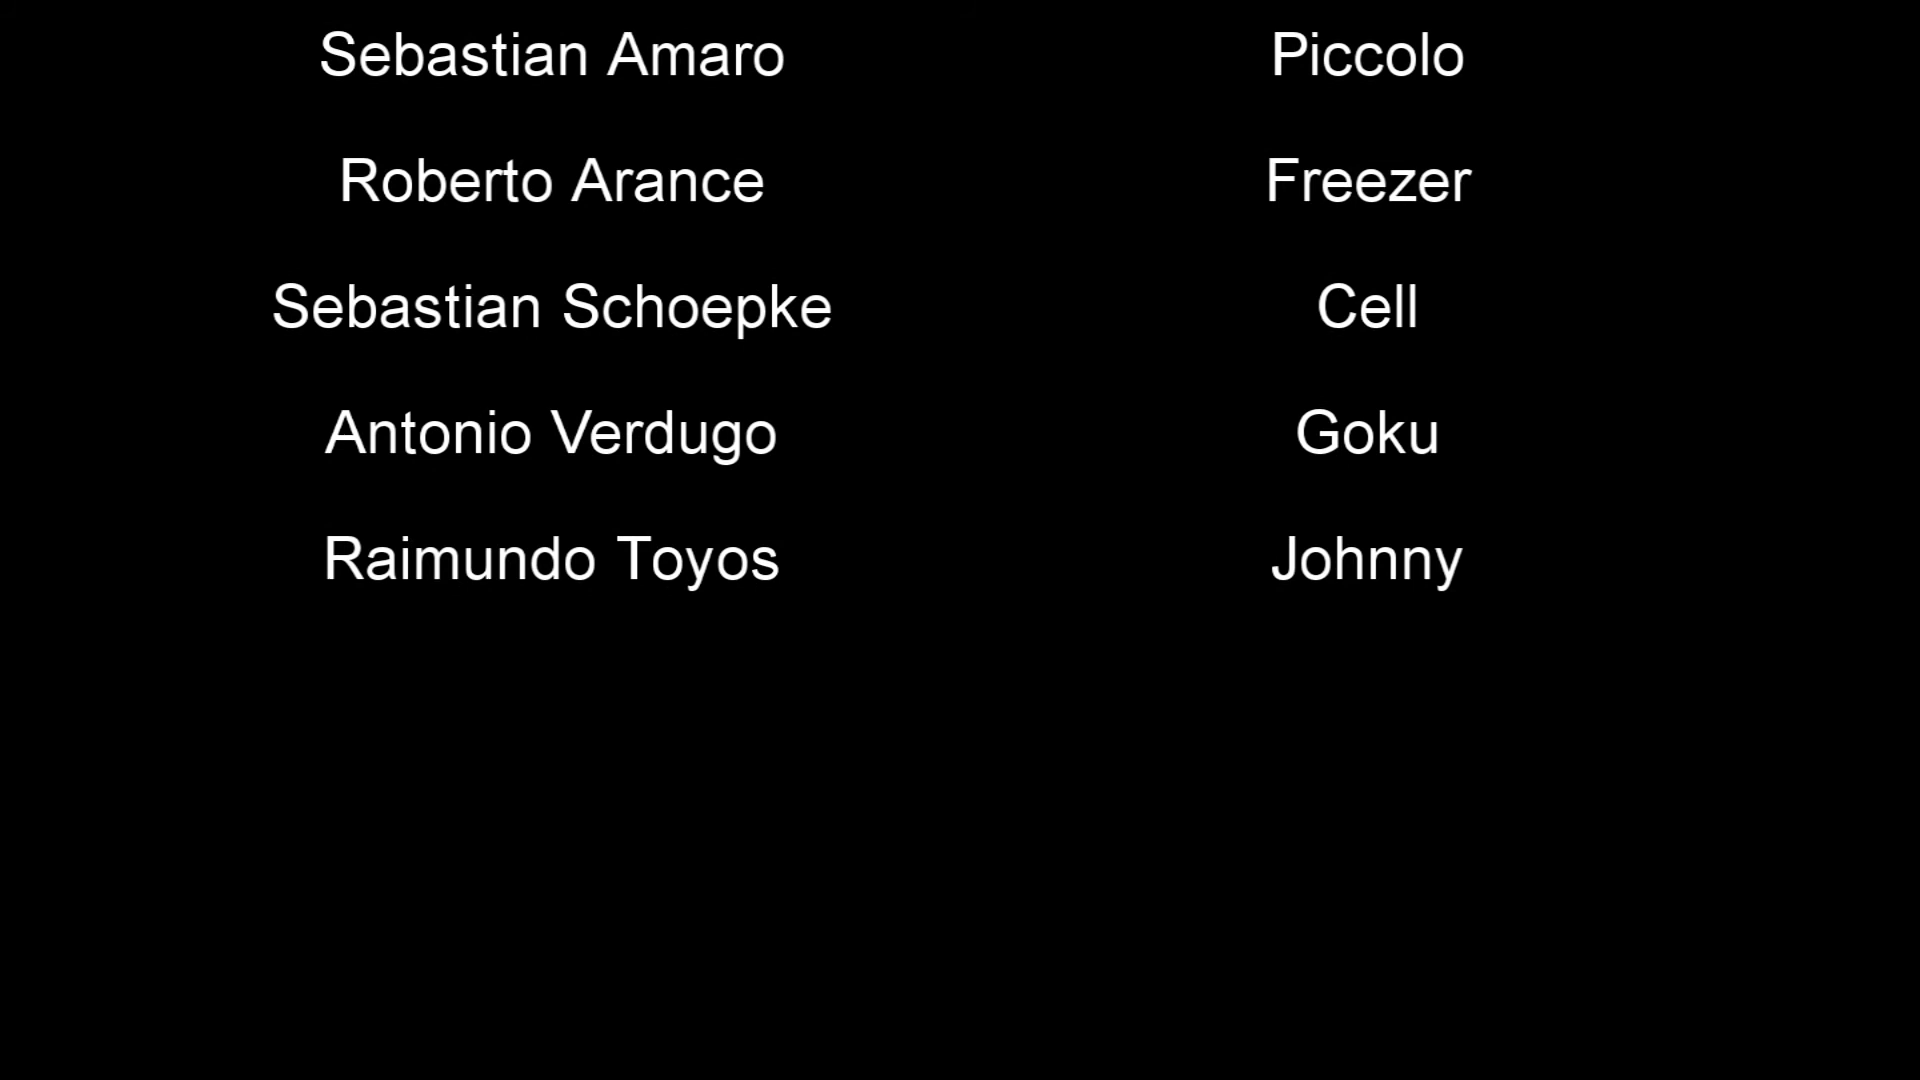 Sebastian Amaro Piccolo
Roberto Arance Freezer
Sebastian Schoepke Cell
Antonio Verdugo Goku
Raimundo Toyos Johnny